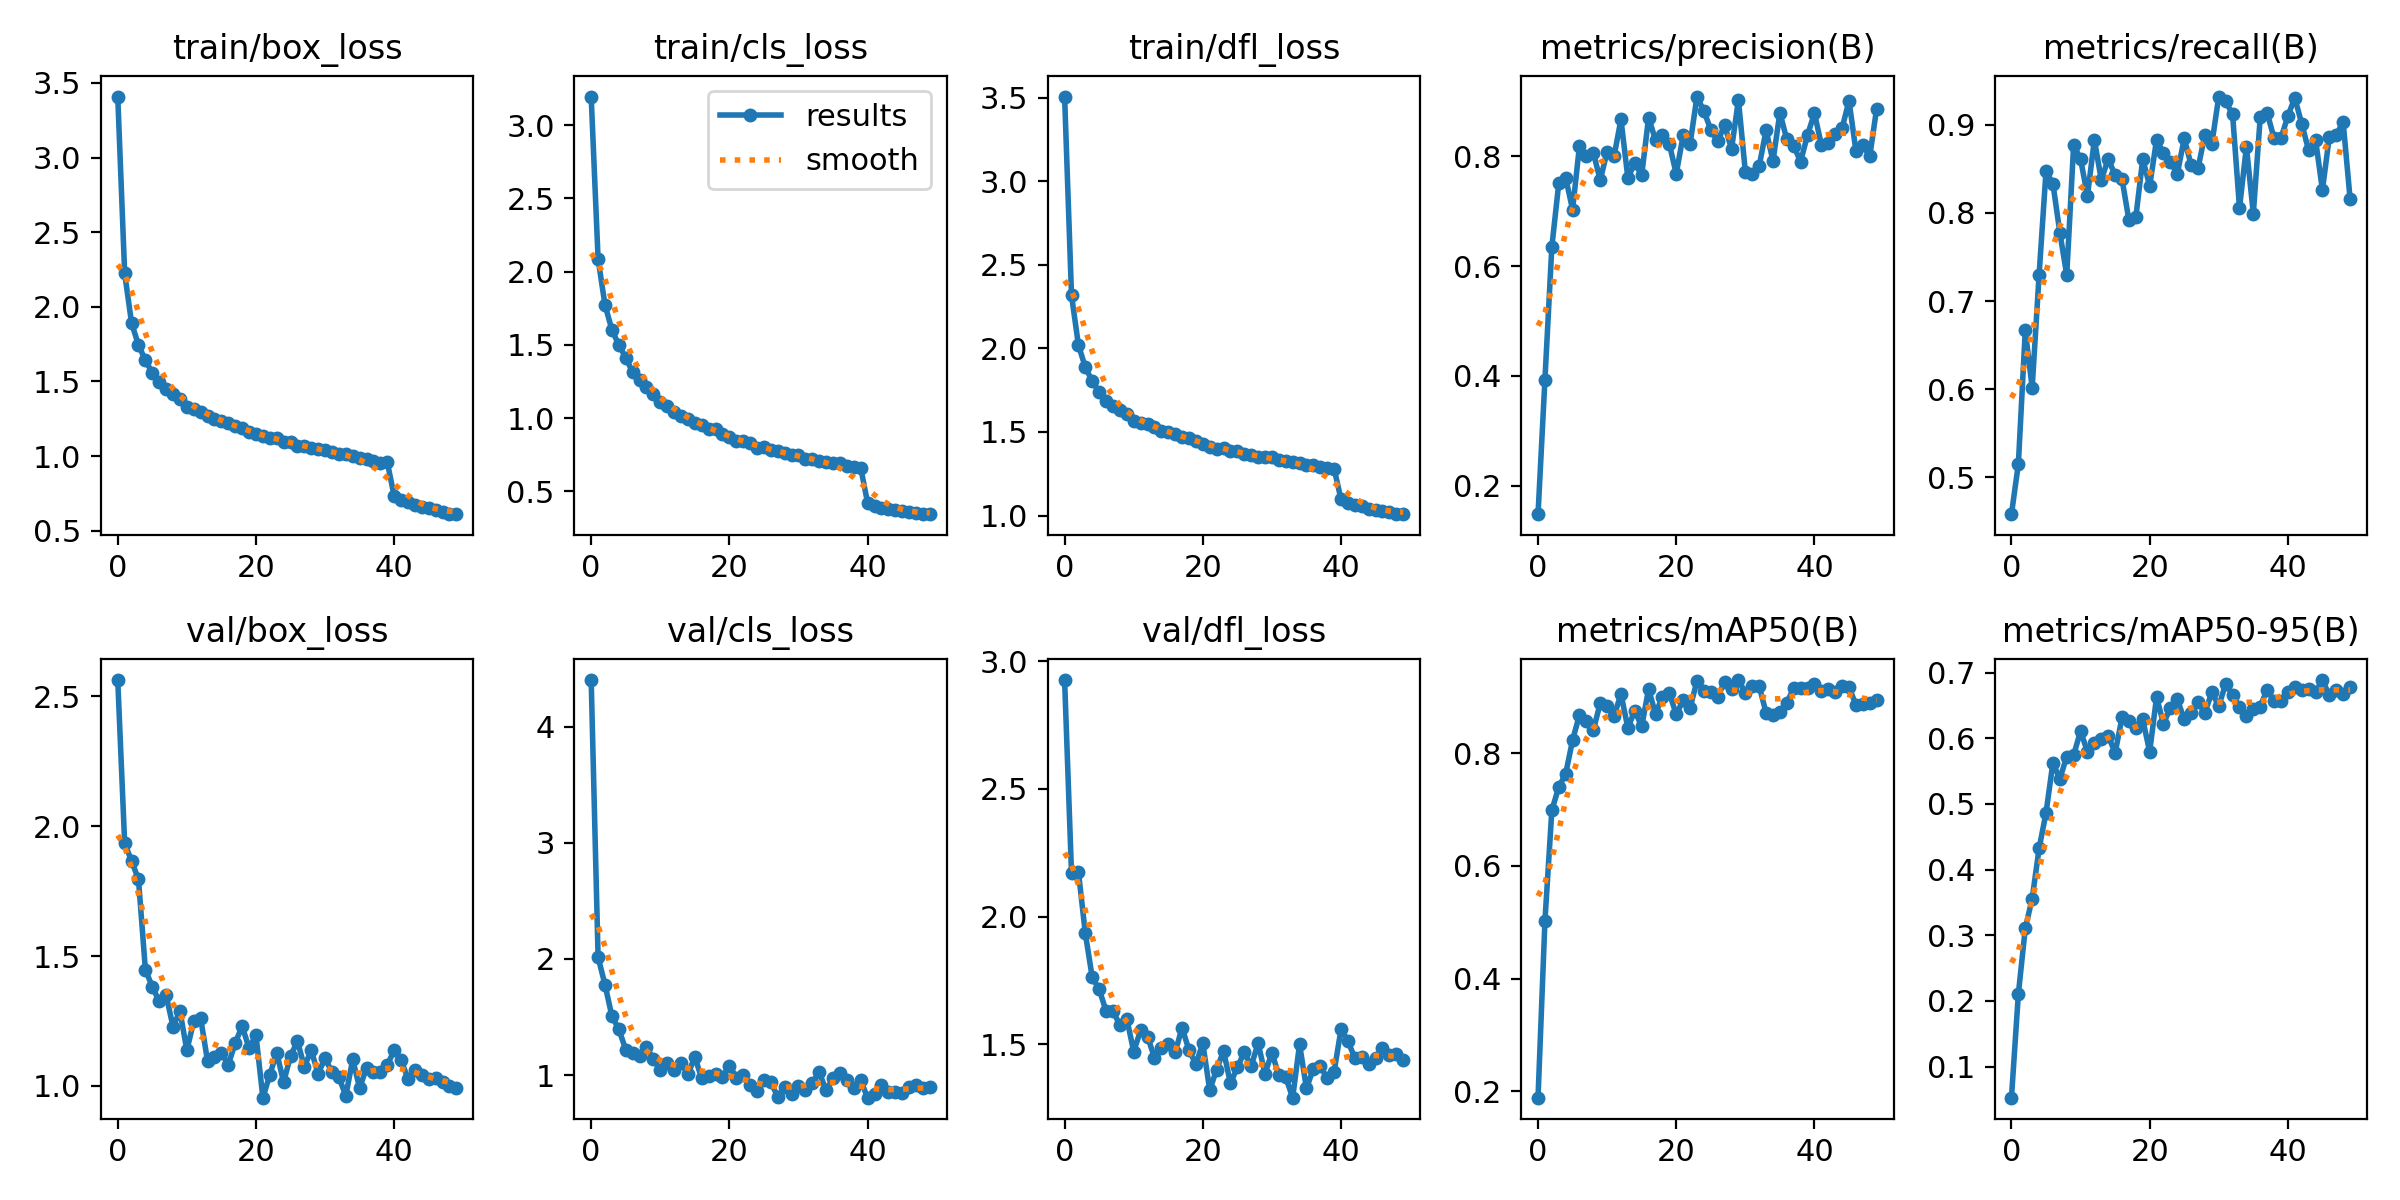 train/box_loss
3.5
3.0
2.5
2.0
1.5
1.0
0.5
0 20 40
train/cls_loss
results
smooth
3.0
2.5
2.0
1.5
1.0
0.5
0 20 40
train/dfl_loss
3.5
3.0
2.5
2.0
1.5
1.0
0 20 40
metrics/precision(B)
0.8
0.6
0.4
0.2
0 20 40
metrics/recall(B)
0.9
0.8
0.7
0.6
0.5
0 20 40
val/box_loss
2.5
2.0
1.5
1.0
0 20 40
val/cls_loss
4
3
2
1
0 20 40
val/dfl_loss
3.0
2.5
2.0
1.5
0 20 40
metrics/mAP50(B)
0.8
0.6
0.4
0.2
0 20 40
metrics/mAP50-95(B)
0.7
0.6
0.5
0.4
0.3
0.2
0.1
0 20 40